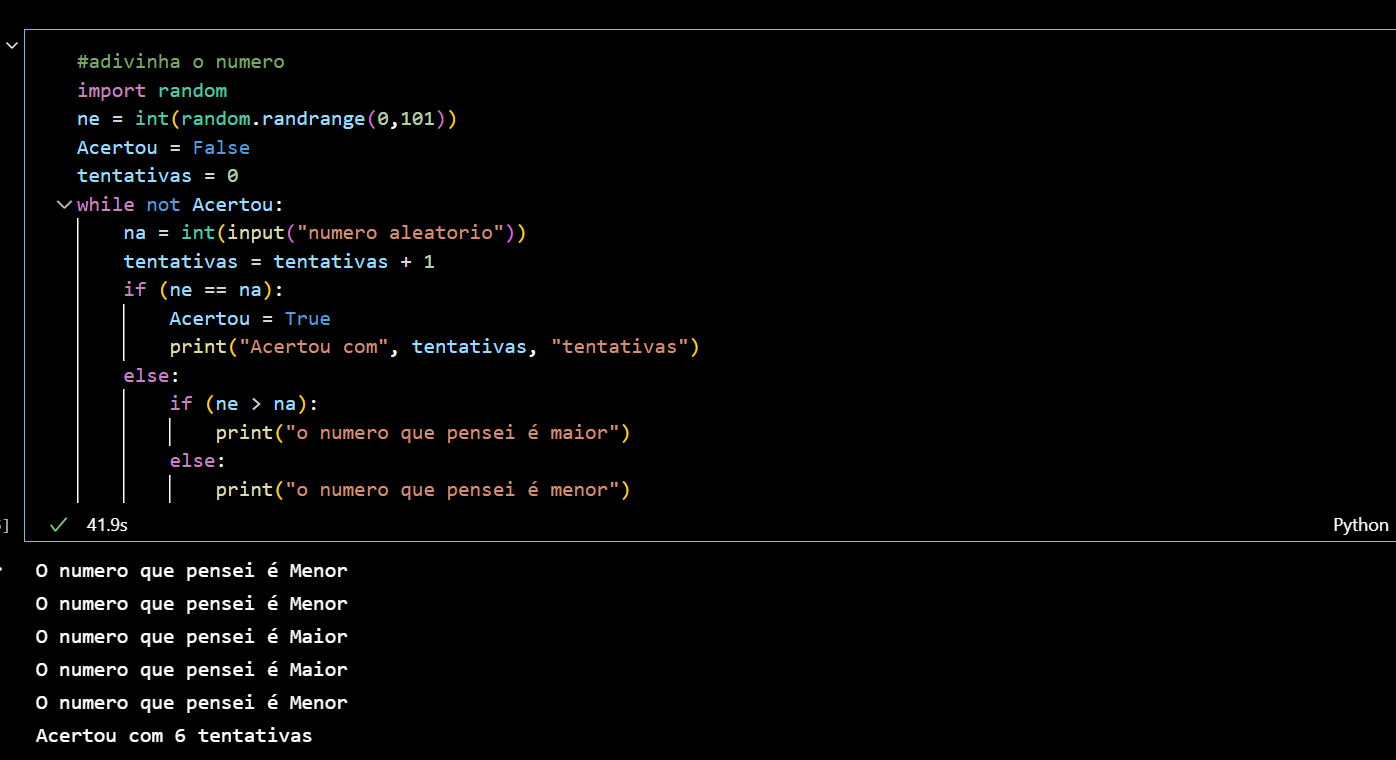 #adivinha o numero
import random
ne = int(random.randrange(0,101))
Acertou = False
tentativas = 0
while not Acertou:
    na = int(input("numero aleatorio"))
    tentativas = tentativas + 1
    if (ne == na):
        Acertou = True
        print("Acertou com", tentativas, "tentativas")
    else:
        if (ne > na):
            print("o numero que pensei é maior")
        else:
            print("o numero que pensei é menor")
] 41.9s Python
O numero que pensei é Menor
O numero que pensei é Menor
O numero que pensei é Maior
O numero que pensei é Maior
O numero que pensei é Menor
Acertou com 6 tentativas